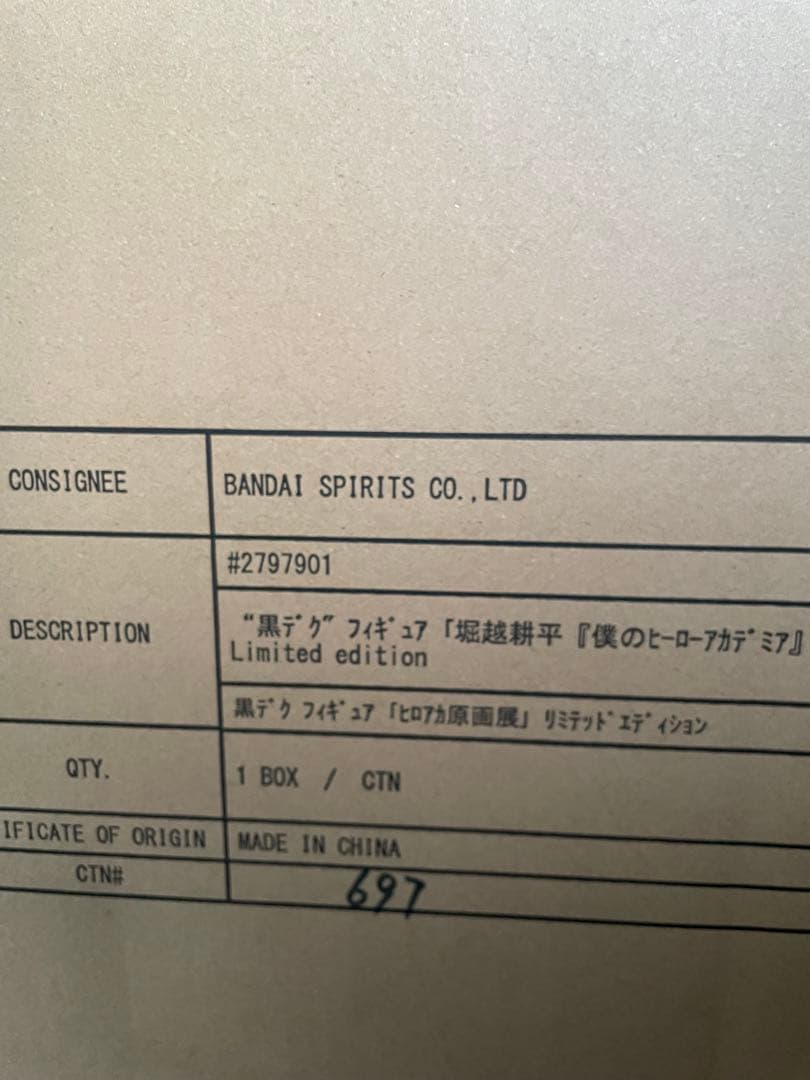 CONSIGNEE
BANDAI SPIRITS CO.,LTD
#2797901
DESCRIPTION
“黒ﾃﾞｸ” ﾌｨｷﾞｭｱ「堀越耕平『僕のﾋｰﾛｰｱｶﾃﾞﾐｱ』
Limited edition
黒ﾃﾞｸ ﾌｨｷﾞｭｱ「ﾋﾛｱｶ原画展」ﾘﾐﾃｯﾄﾞｴﾃﾞｨｼｮﾝ
QTY.
1 BOX / CTN
IFICATE OF ORIGIN
MADE IN CHINA
CTN#
697